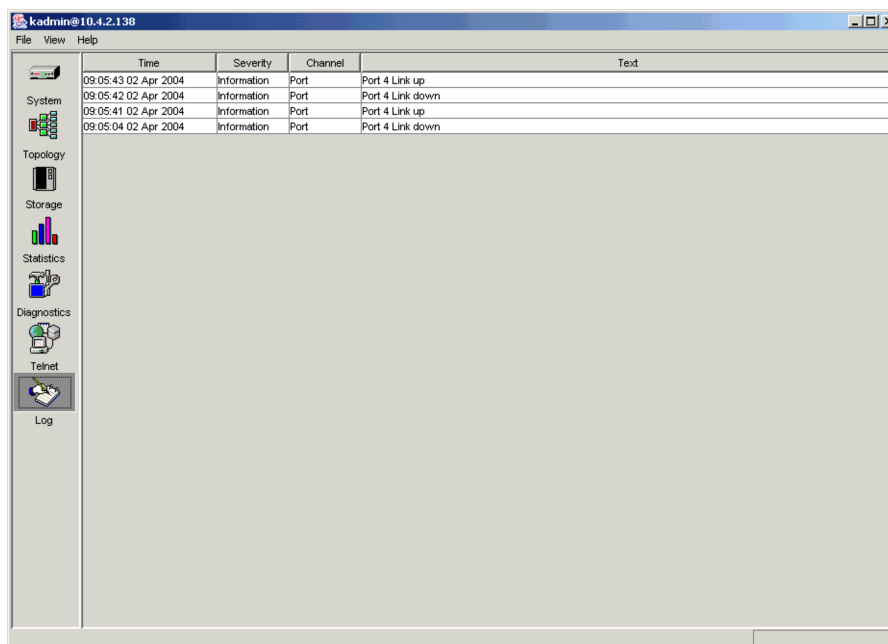 kadmin@10.4.2.138
File View Help
Time Severity Channel Text
09:05:43 02 Apr 2004 Information Port Port 4 Link up
09:05:42 02 Apr 2004 Information Port Port 4 Link down
09:05:41 02 Apr 2004 Information Port Port 4 Link up
09:05:04 02 Apr 2004 Information Port Port 4 Link down
System
Topology
Storage
Statistics
Diagnostics
Telnet
Log